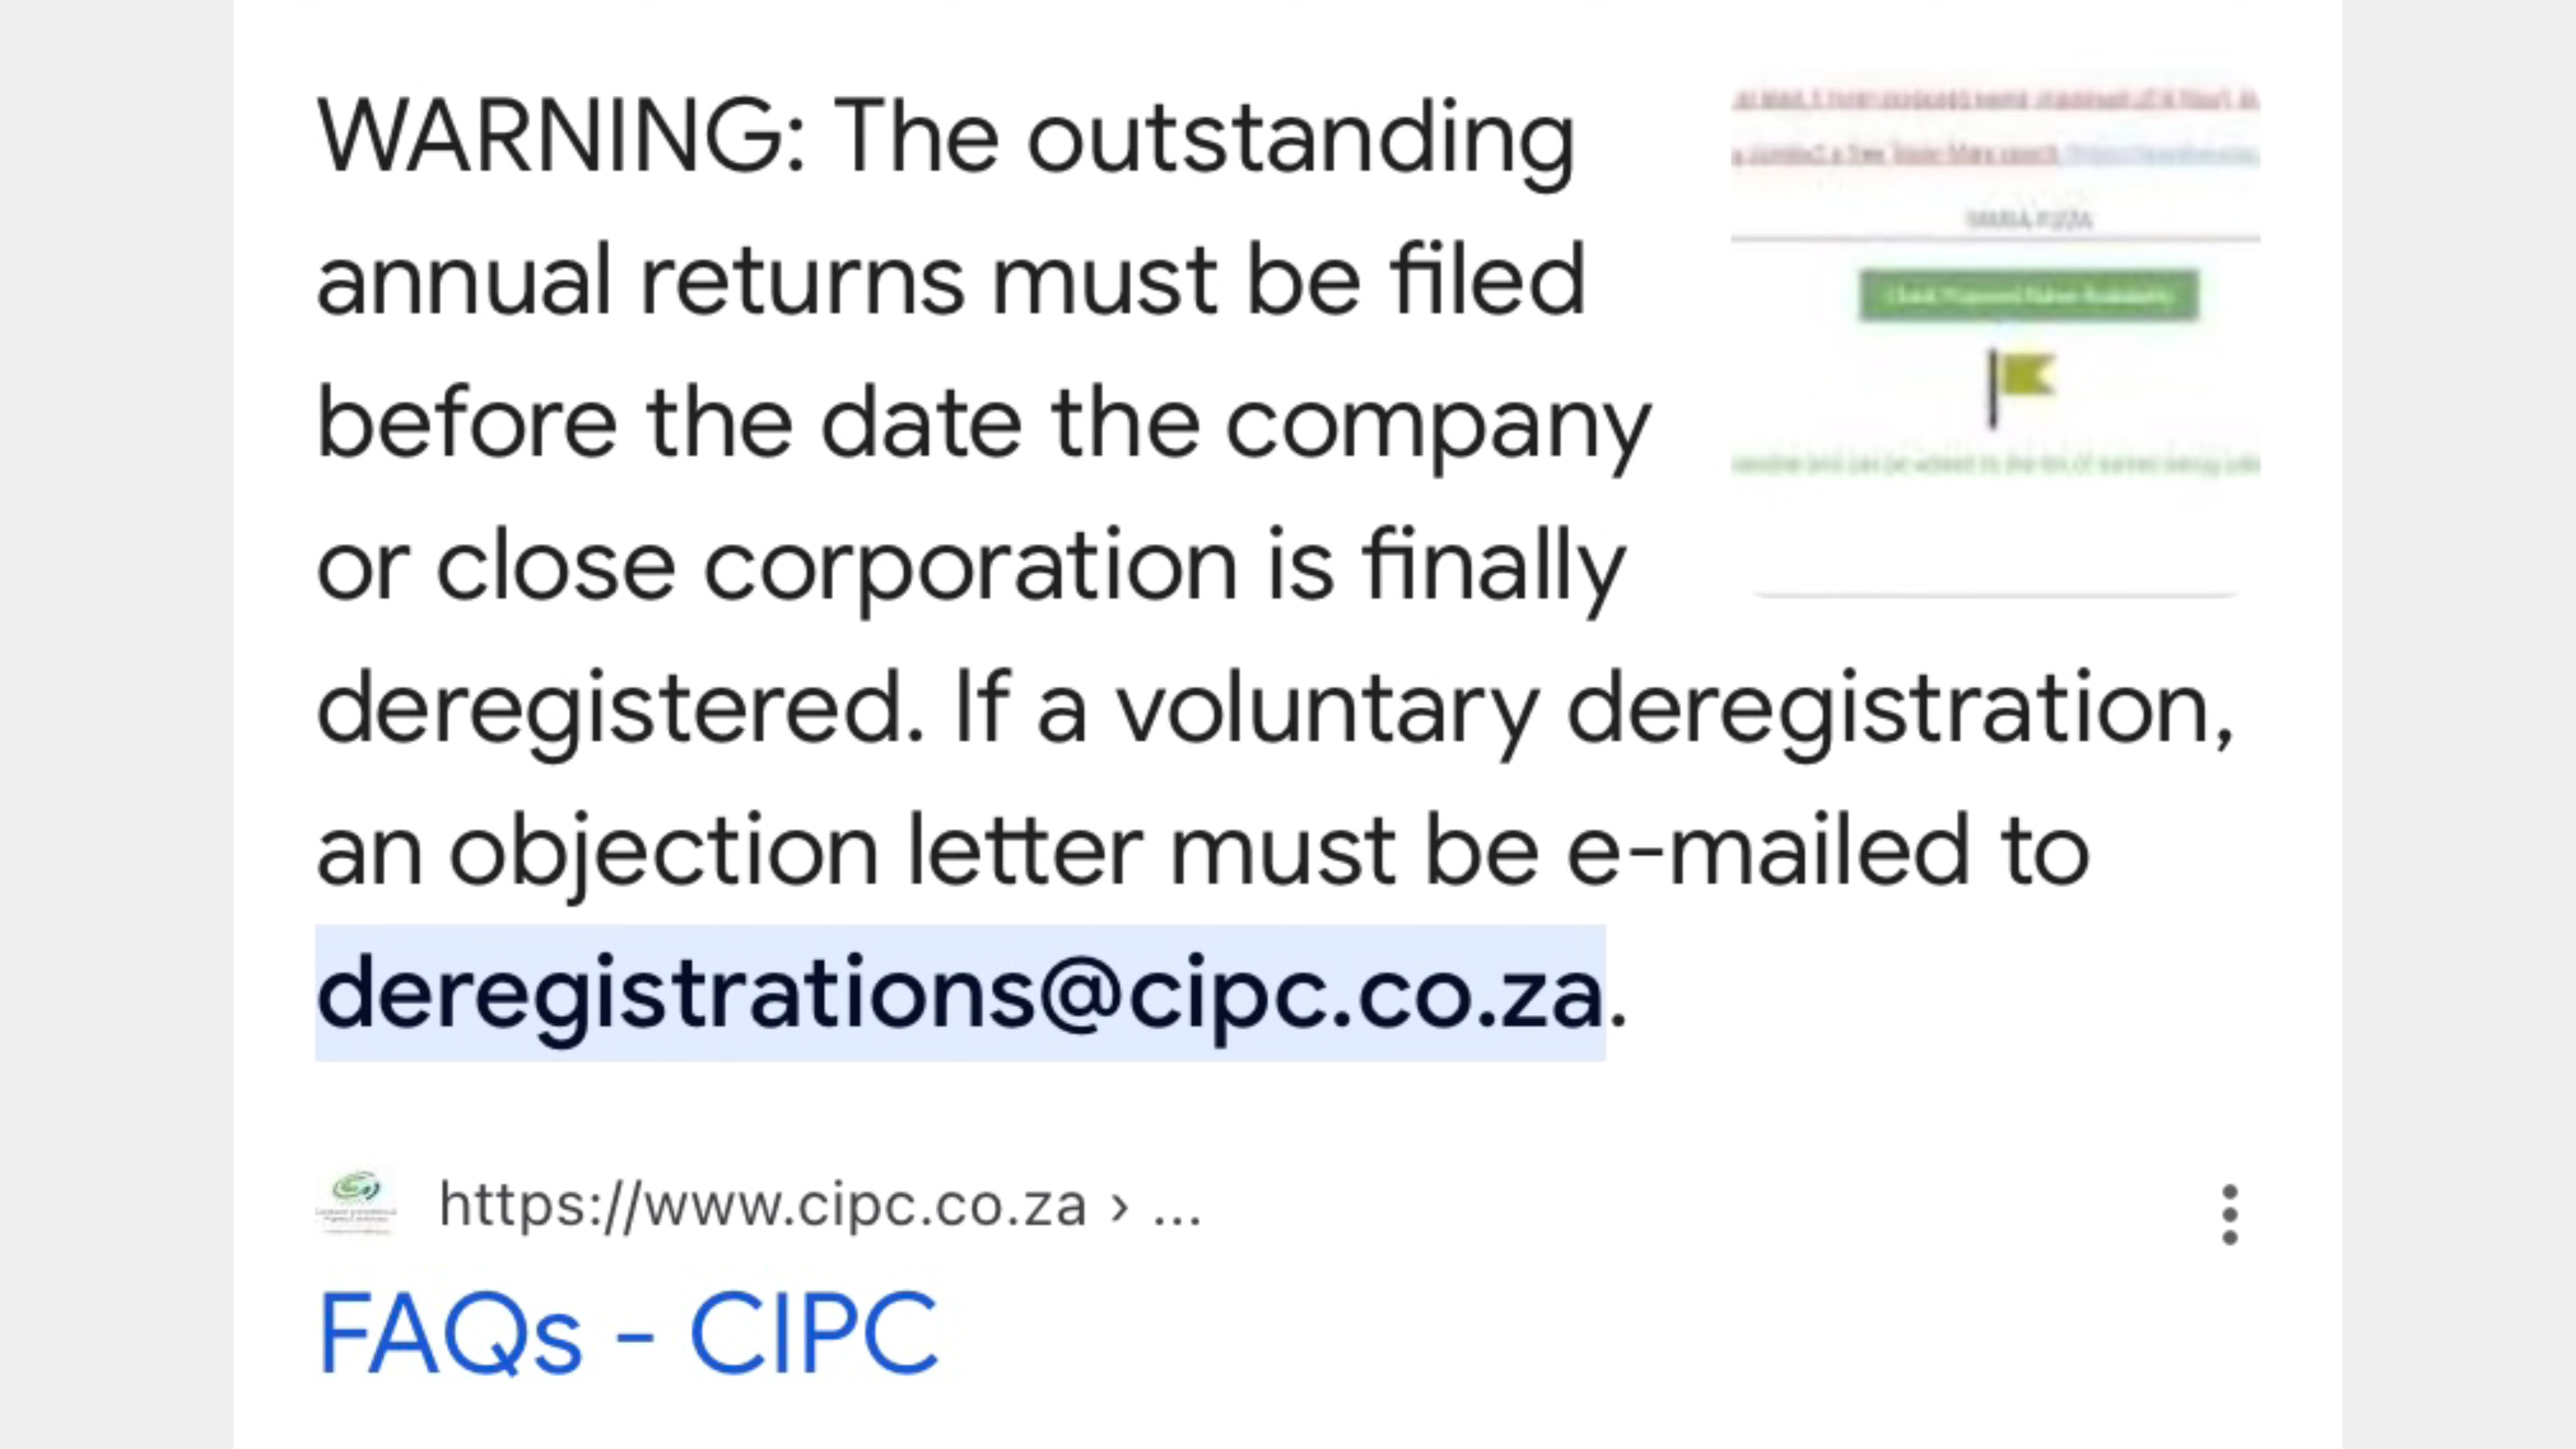 WARNING: The outstanding
annual returns must be filed
before the date the company
or close corporation is finally
deregistered. If a voluntary deregistration,
an objection letter must be e-mailed to
deregistrations@cipc.co.za.
https://www.cipc.co.za › ...
FAQs - CIPC